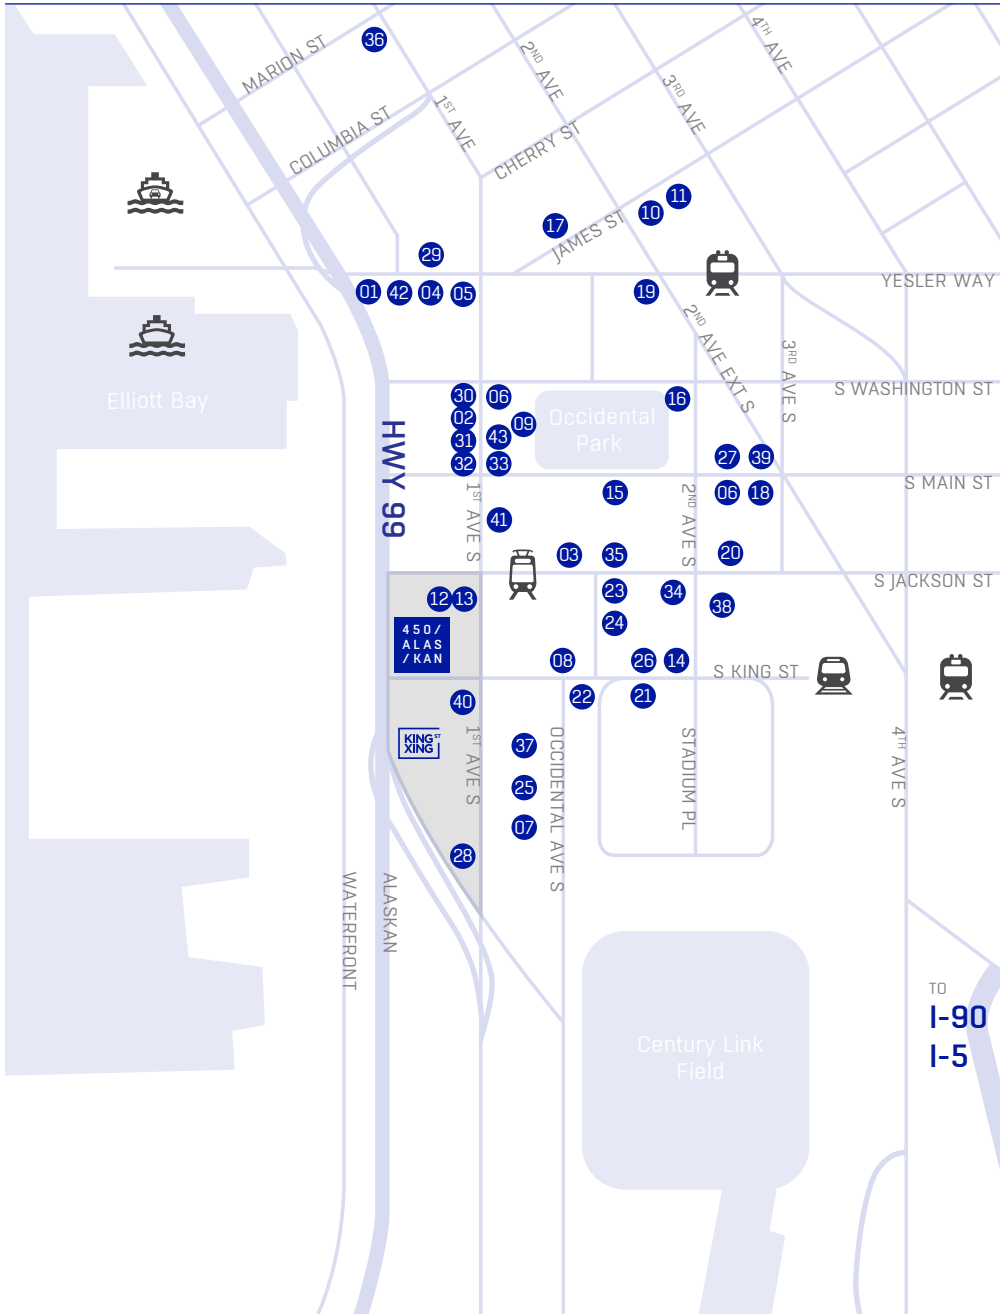 36
MARION ST
COLUMBIA ST
1ST AVE
2ND AVE
3RD AVE
4TH AVE
CHERRY ST
JAMES ST
11
10
17
29
YESLER WAY
01
42
04
05
19
2ND AVE EXT S
3RD AVE S
S WASHINGTON ST
Elliott Bay
30
06
16
02
09
Occidental
Park
31
43
32
33
27
39
HWY 99
S MAIN ST
1ST AVE S
15
2ND AVE S
06
18
41
03
35
20
S JACKSON ST
12
13
23
34
38
24
450/
ALAS
/KAN
08
26
14
S KING ST
40
22
21
KING ST
XING
1ST AVE S
37
OCCIDENTAL AVE S
STADIUM PL
4TH AVE S
25
07
28
WATERFRONT
ALASKAN
Century Link
Field
TO
I-90
I-5